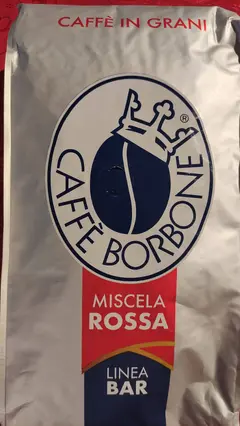 CAFFÈ IN GRANI
®
CAFFÈ BORBONE
MISCELA
ROSSA
LINEA
BAR